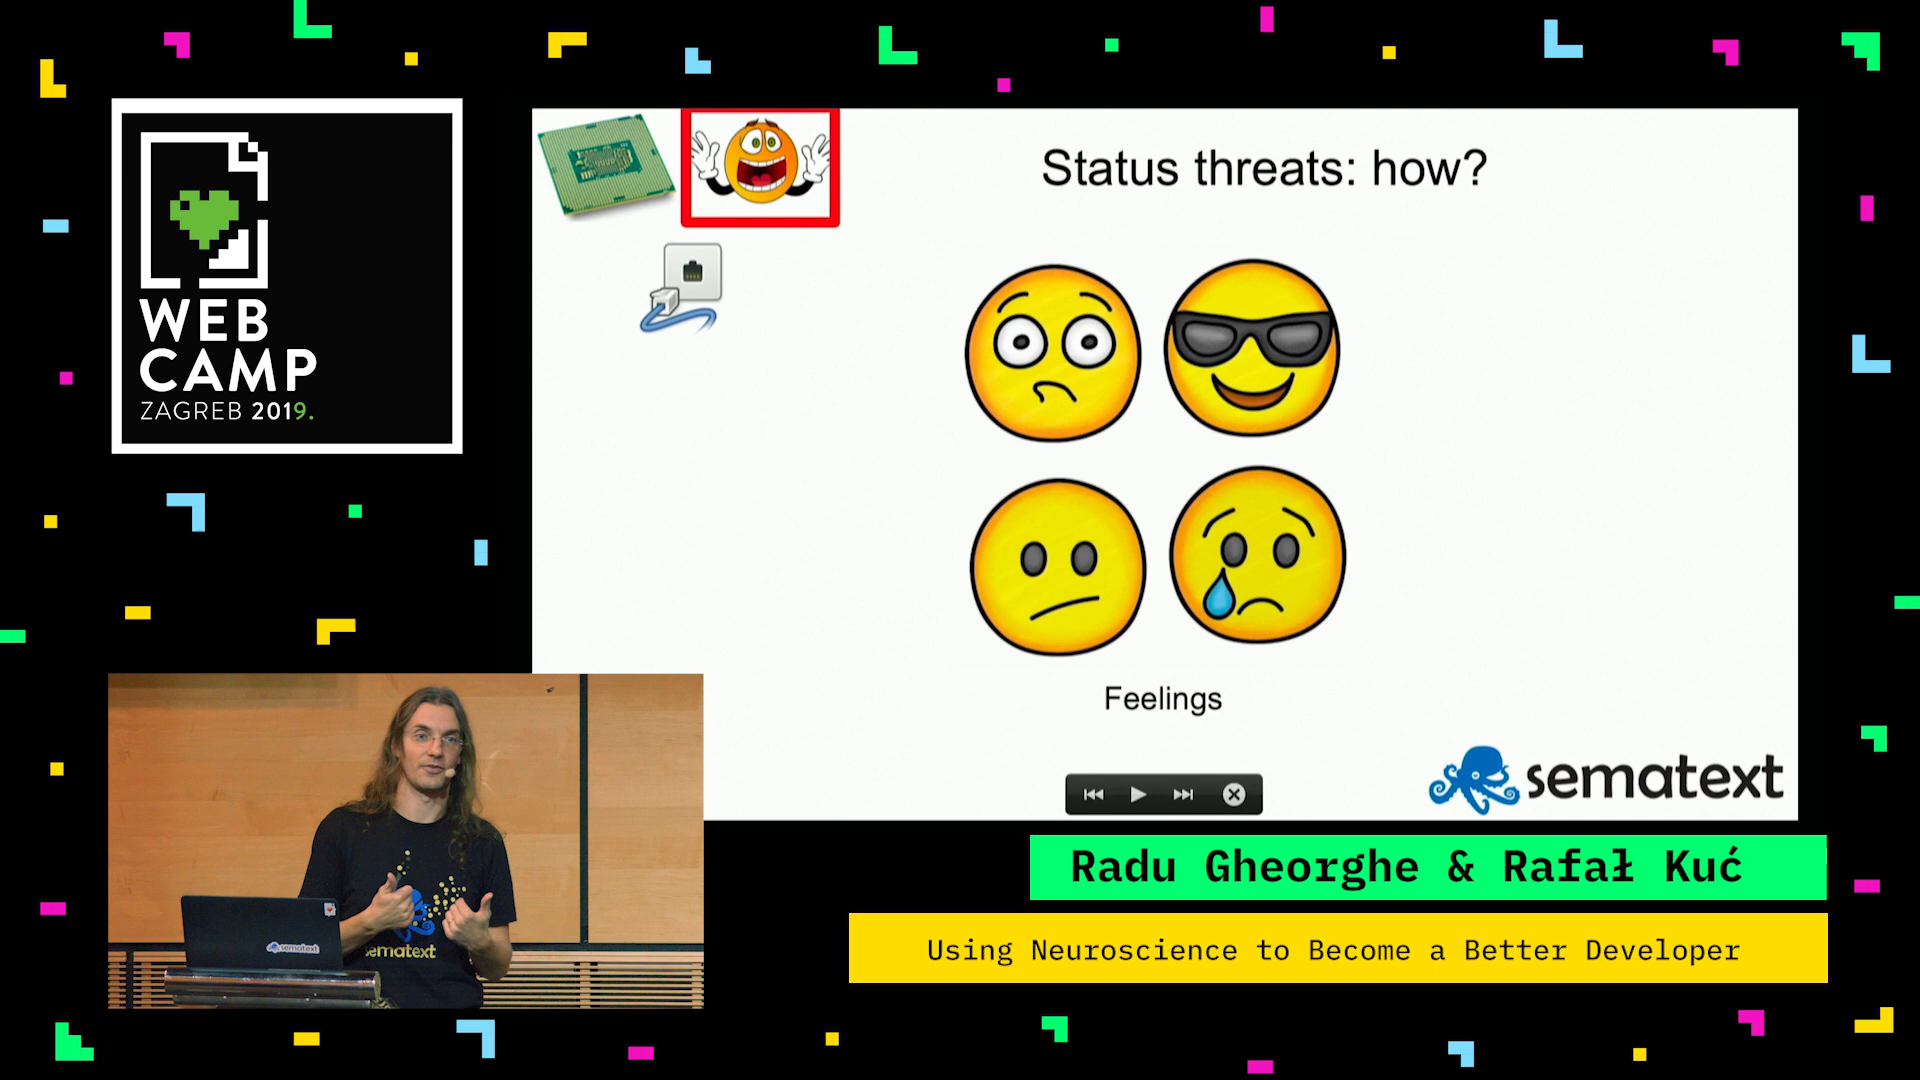 WEB
CAMP
ZAGREB 2019.
Status threats: how?
Feelings
sematext
sematext
sematext
Radu Gheorghe & Rafał Kuć
Using Neuroscience to Become a Better Developer